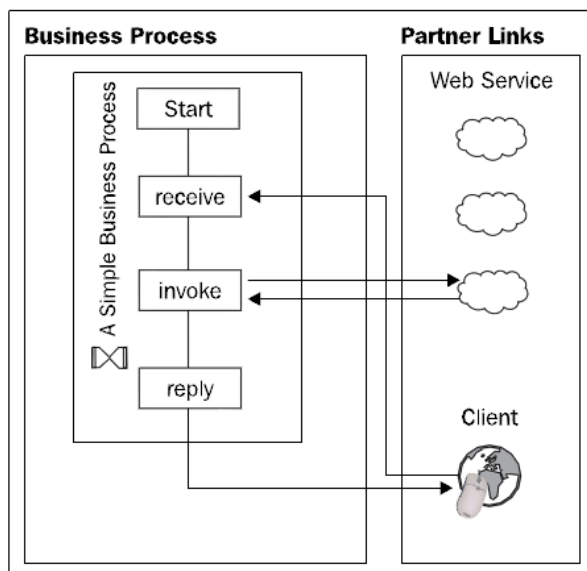 Business Process
Partner Links
A Simple Business Process
Start
receive
invoke
reply
Web Service
Client